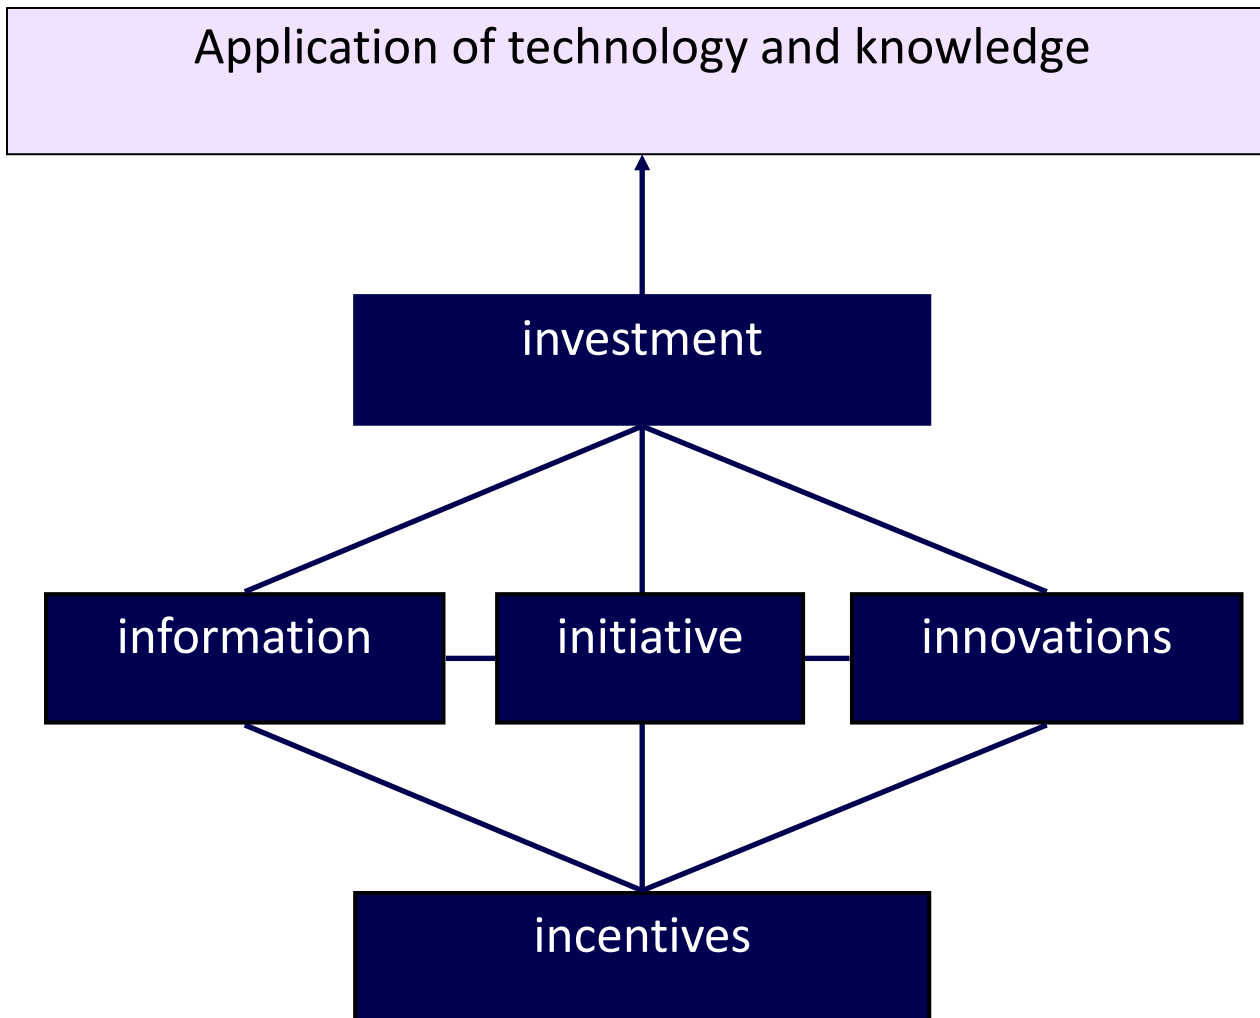 Application of technology and knowledge
investment
information
initiative
innovations
incentives